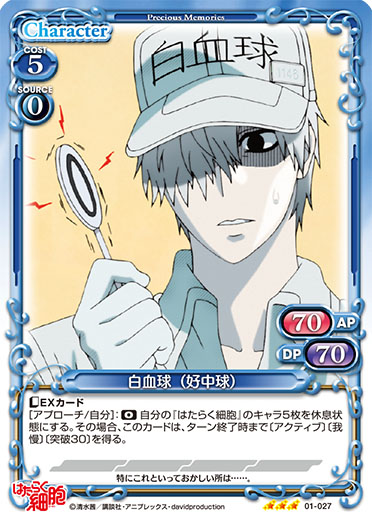 Precious Memories
Character
COST
5
SOURCE
0
白血球
1146
70 AP
DP 70
白血球（好中球）
EXカード
[アプローチ/自分]：0 自分の『はたらく細胞』のキャラ5枚を休息状
態にする。その場合、このカードは、ターン終了時まで〔アクティブ〕〔我
慢〕〔突破30〕を得る。
特にこれといっておかしい所は……。
はたらく
細胞
01-027
©清水茜／講談社・アニプレックス・davidproduction